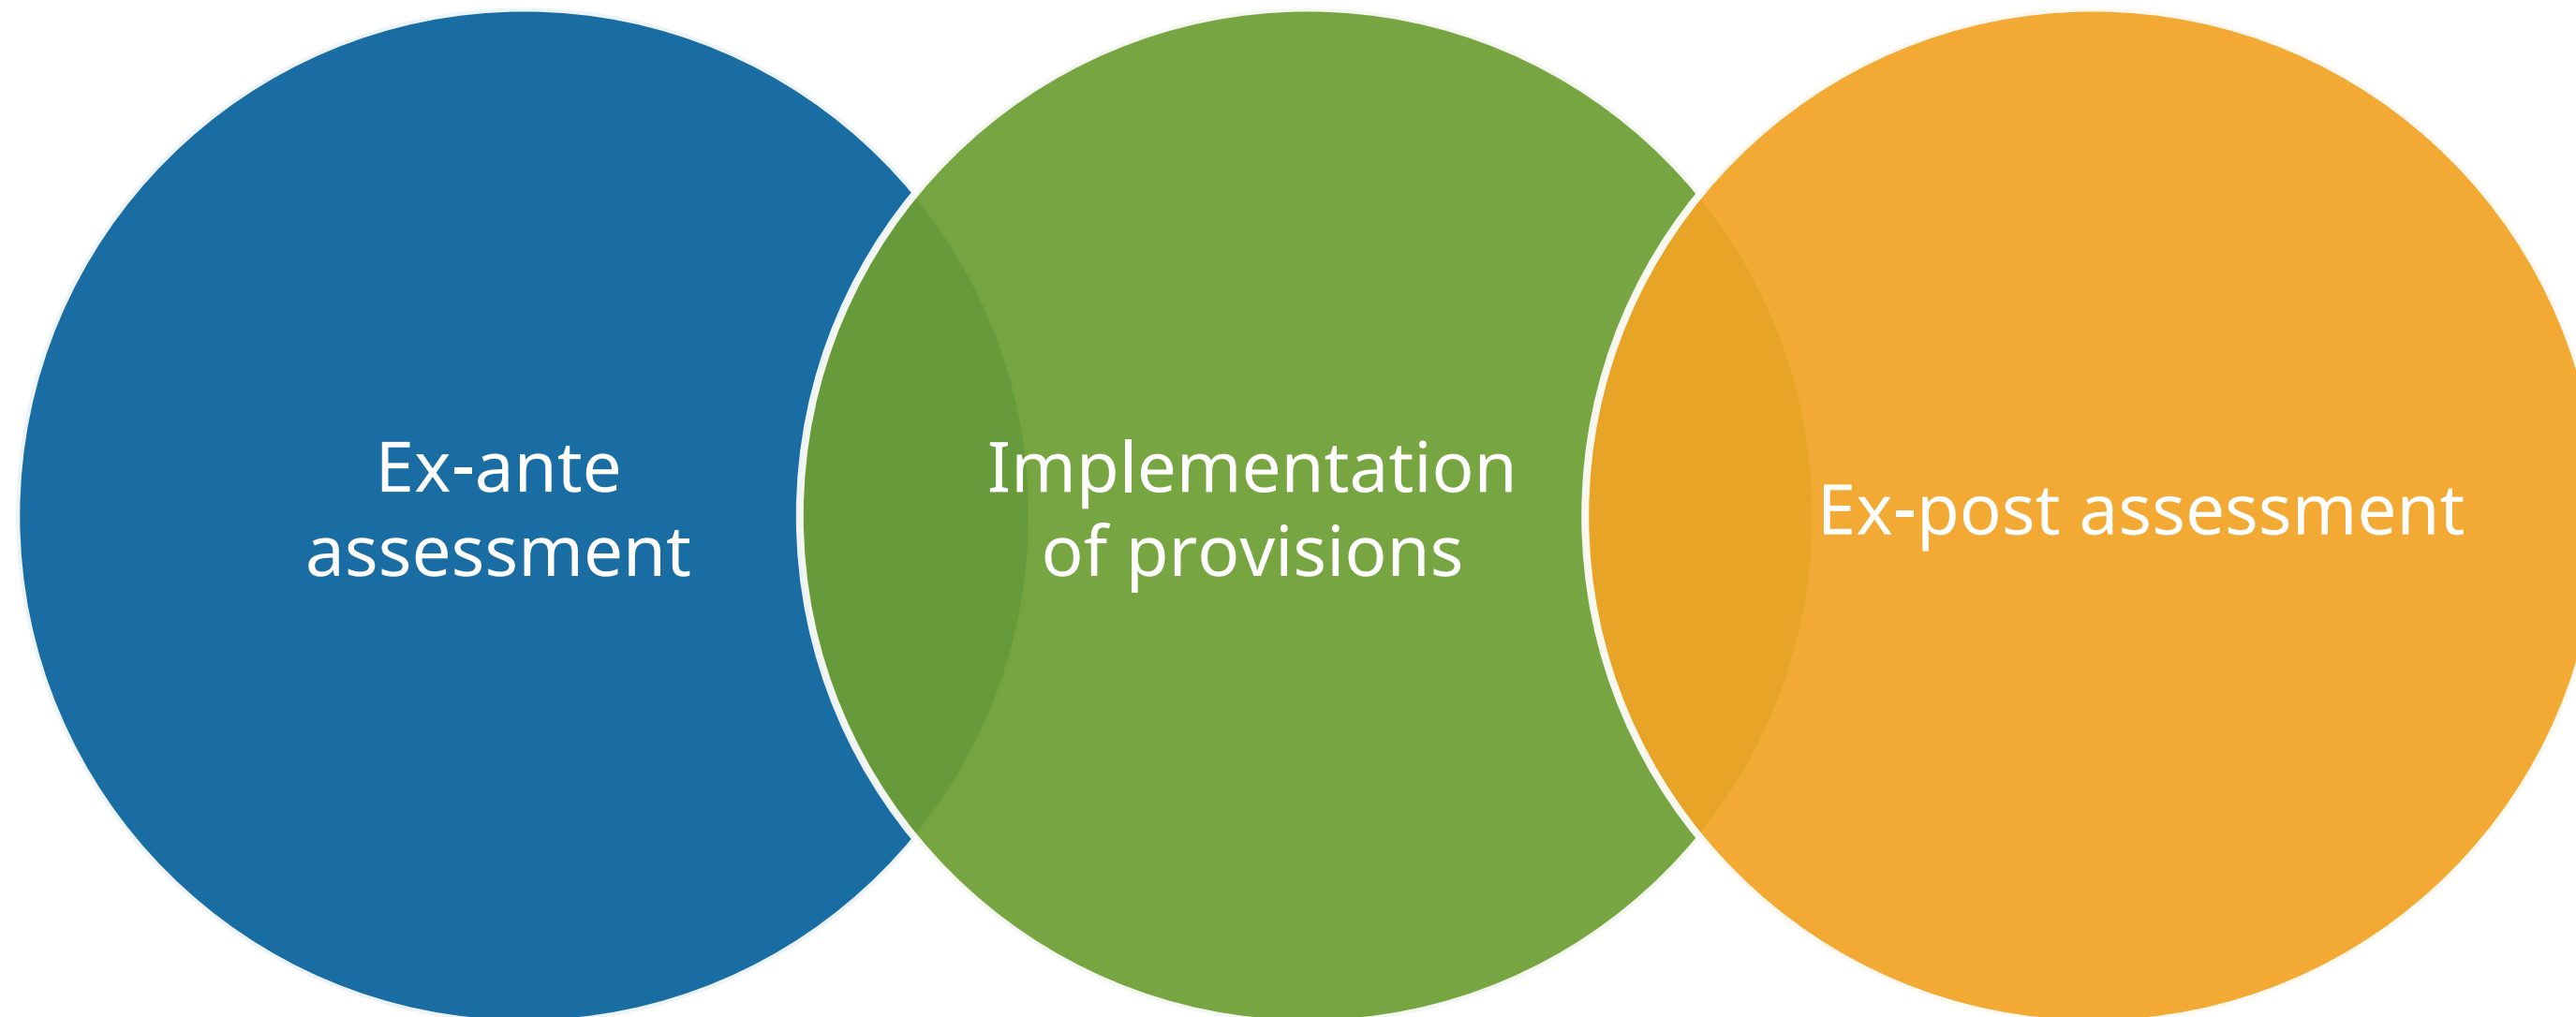 Ex-ante
assessment
Implementation
of provisions
Ex-post assessment